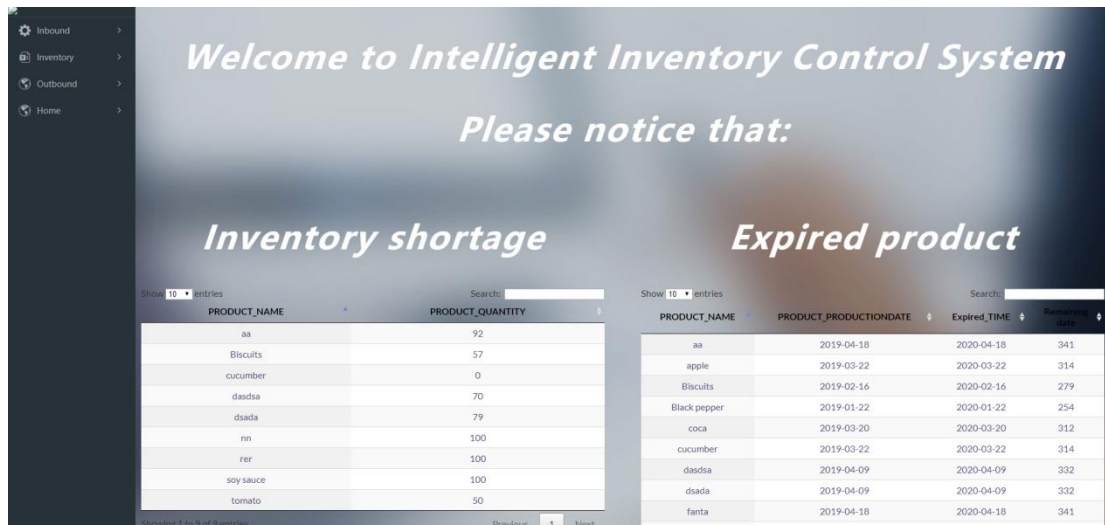 Inbound
Inventory
Outbound
Home
Welcome to Intelligent Inventory Control System
Please notice that:
Inventory shortage
Show 10 entries Search:
PRODUCT_NAME PRODUCT_QUANTITY
aa 92
Biscuits 57
cucumber 0
dasdsa 70
dsada 79
nn 100
rer 100
soy sauce 100
tomato 50
Showing 1 to 9 of 9 entries Previous 1 Next
Expired product
Show 10 entries Search:
PRODUCT_NAME PRODUCT_PRODUCTIONDATE Expired_TIME Remaining date
aa 2019-04-18 2020-04-18 341
apple 2019-03-22 2020-03-22 314
Biscuits 2019-02-16 2020-02-16 279
Black pepper 2019-01-22 2020-01-22 254
coca 2019-03-20 2020-03-20 312
cucumber 2019-03-22 2020-03-22 314
dasdsa 2019-04-09 2020-04-09 332
dsada 2019-04-09 2020-04-09 332
fanta 2019-04-18 2020-04-18 341